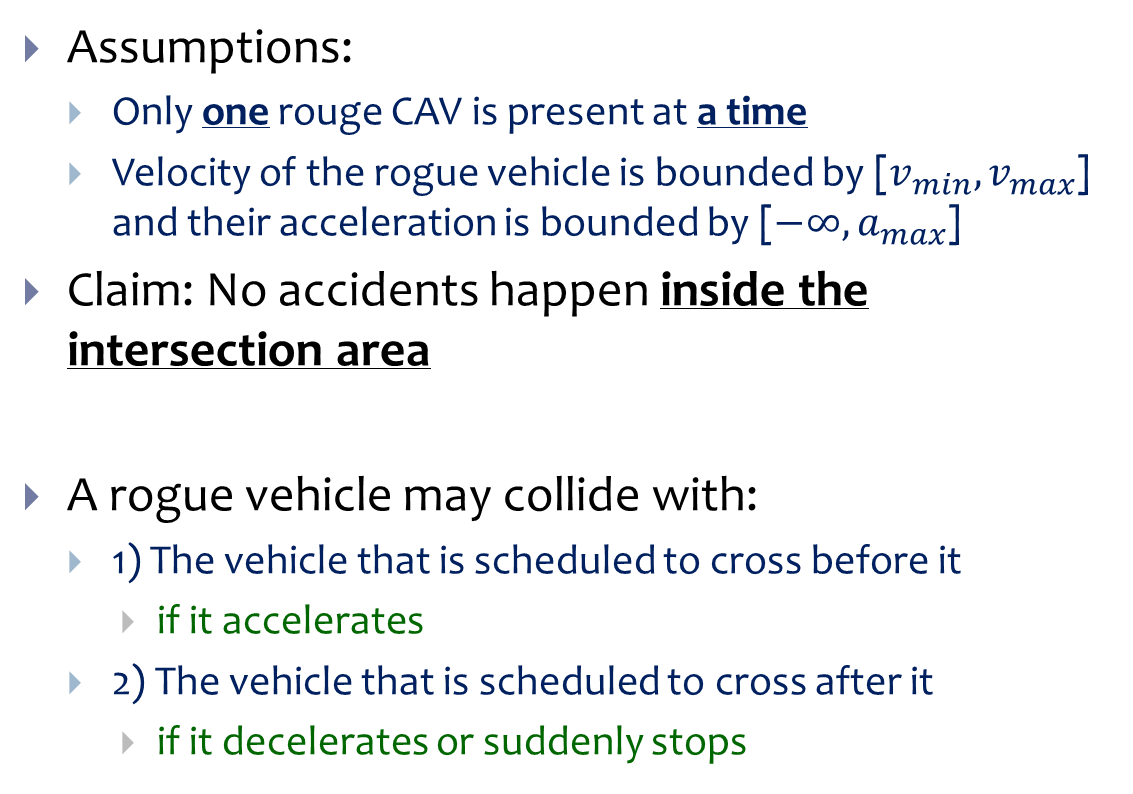 Assumptions:
Only one rouge CAV is present at a time
Velocity of the rogue vehicle is bounded by [𝑣𝑚𝑖𝑛, 𝑣𝑚𝑎𝑥]
and their acceleration is bounded by [−∞, 𝑎𝑚𝑎𝑥]
Claim: No accidents happen inside the
intersection area
A rogue vehicle may collide with:
1) The vehicle that is scheduled to cross before it
if it accelerates
2) The vehicle that is scheduled to cross after it
if it decelerates or suddenly stops